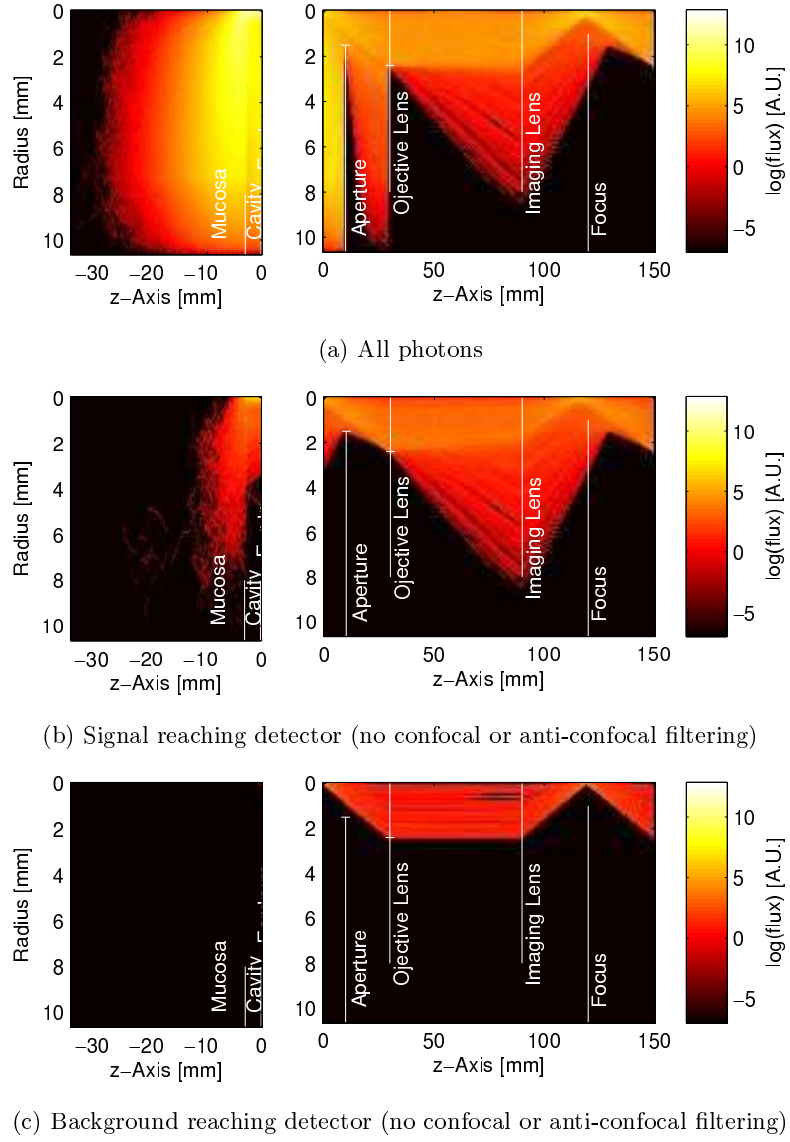 0
2
4
6
8
10
Radius [mm]
Mucosa
Cavity
−30 −20 −10 0
z−Axis [mm]
Aperture
Ojective Lens
Imaging Lens
Focus
0 50 100 150
z−Axis [mm]
10
5
0
−5
log(flux) [A.U.]
(a) All photons
0
2
4
6
8
10
Radius [mm]
Mucosa
Cavity
−30 −20 −10 0
z−Axis [mm]
0
2
4
6
8
10
Aperture
Ojective Lens
Imaging Lens
Focus
0 50 100 150
z−Axis [mm]
10
5
0
−5
log(flux) [A.U.]
(b) Signal reaching detector (no confocal or anti-confocal filtering)
0
2
4
6
8
10
Radius [mm]
Mucosa
Cavity
−30 −20 −10 0
z−Axis [mm]
0
2
4
6
8
10
Aperture
Ojective Lens
Imaging Lens
Focus
0 50 100 150
z−Axis [mm]
10
5
0
−5
log(flux) [A.U.]
(c) Background reaching detector (no confocal or anti-confocal filtering)